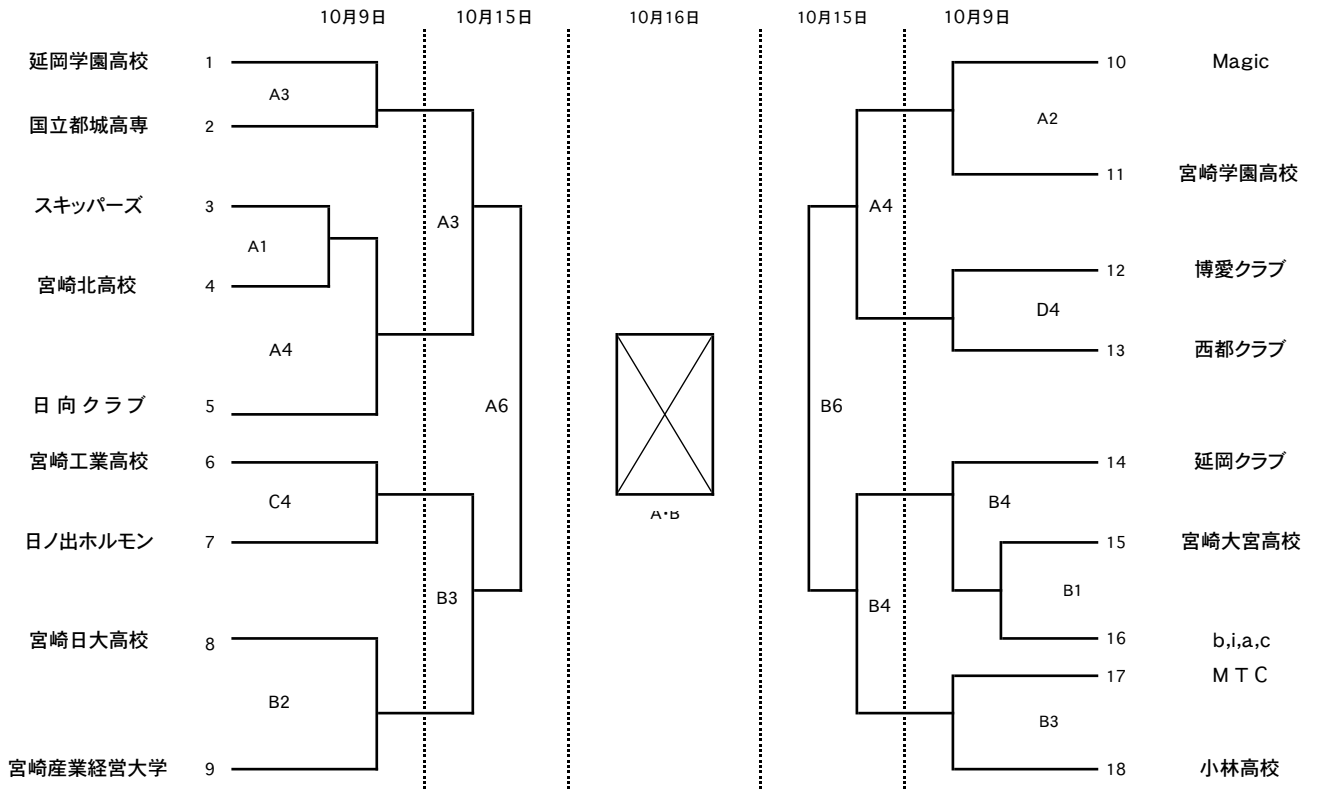 10月9日 10月15日 10月16日 10月15日 10月9日
延岡学園高校 1 10 Magic
A3
A2
国立都城高専 2
11 宮崎学園高校
スキッパーズ 3
A3 A4
A1
12 博愛クラブ
宮崎北高校 4
D4
A4
13 西都クラブ
日向クラブ 5 A6 B6
宮崎工業高校 6 14 延岡クラブ
C4 B4
A・B
日ノ出ホルモン 7 15 宮崎大宮高校
B1
B3 B4
宮崎日大高校 8 16 b,i,a,c
17 MTC
B2
B3
宮崎産業経営大学 9 18 小林高校